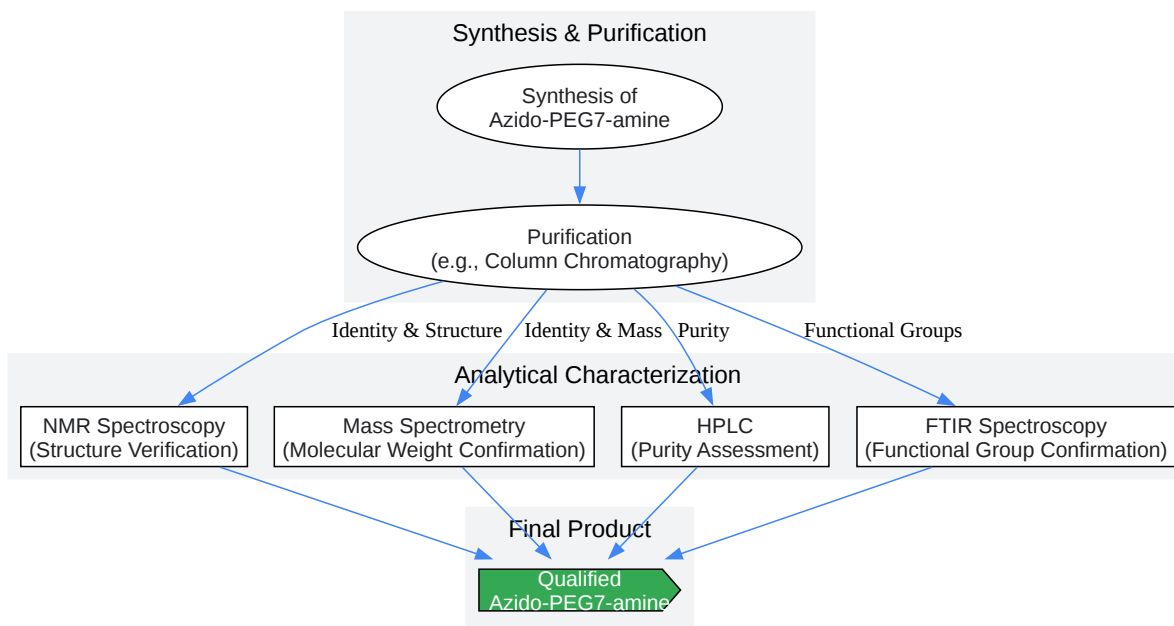 Synthesis & Purification
Synthesis of
Azido-PEG7-amine
Purification
(e.g., Column Chromatography)
Identity & Structure
Identity & Mass
Purity
Functional Groups
Analytical Characterization
NMR Spectroscopy
(Structure Verification)
Mass Spectrometry
(Molecular Weight Confirmation)
HPLC
(Purity Assessment)
FTIR Spectroscopy
(Functional Group Confirmation)
Final Product
Qualified
Azido-PEG7-amine